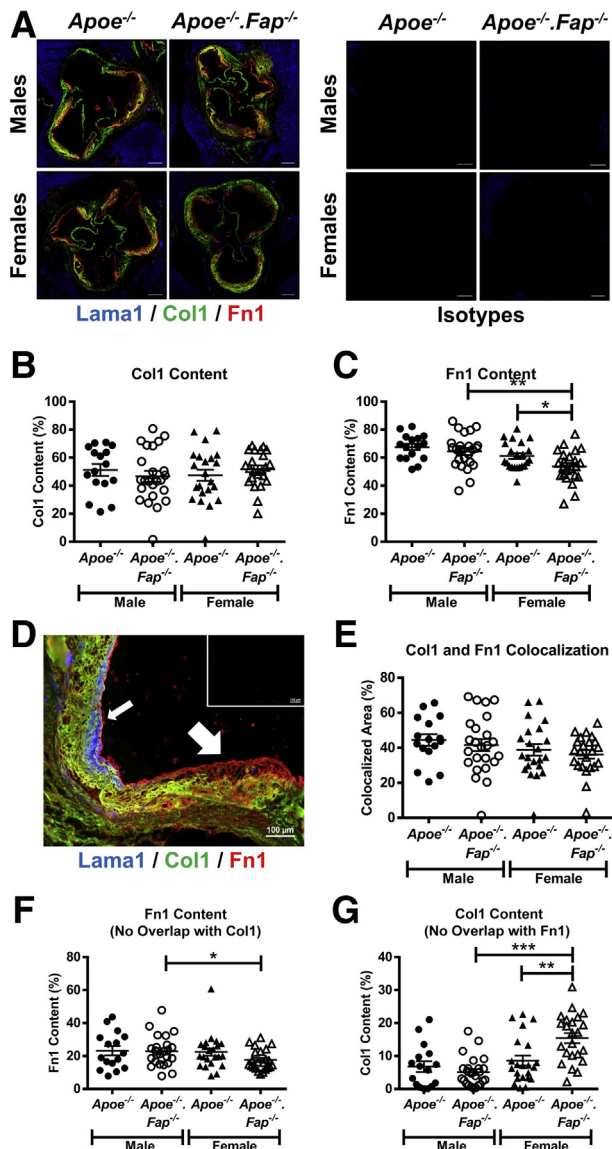 A
Apoe-/- Apoe-/-.Fap-/- Apoe-/- Apoe-/-.Fap-/-
Males Males
Females Females
Lama1 / Col1 / Fn1 Isotypes
B
Col1 Content
Col1 Content (%)
100
80
60
40
20
0
Apoe-/- Apoe-/-. Apoe-/- Apoe-/-.
Fap-/- Fap-/-
Male Female
C
Fn1 Content
Fn1 Content (%)
100
80
60
40
20
0
**
*
Apoe-/- Apoe-/-. Apoe-/- Apoe-/-.
Fap-/- Fap-/-
Male Female
D
100 μm
Lama1 / Col1 / Fn1
E
Col1 and Fn1 Colocalization
Colocalized Area (%)
80
60
40
20
0
Apoe-/- Apoe-/-. Apoe-/- Apoe-/-.
Fap-/- Fap-/-
Male Female
F
Fn1 Content
(No Overlap with Col1)
Fn1 Content (%)
80
60
40
20
0
*
Apoe-/- Apoe-/-. Apoe-/- Apoe-/-.
Fap-/- Fap-/-
Male Female
G
Col1 Content
(No Overlap with Fn1)
Col1 Content (%)
40
30
20
10
0
***
**
Apoe-/- Apoe-/-. Apoe-/- Apoe-/-.
Fap-/- Fap-/-
Male Female